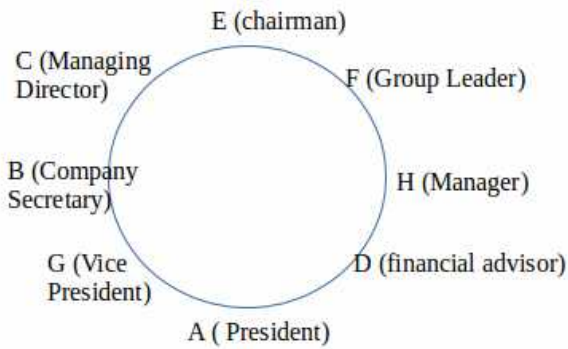 E (chairman)
C (Managing
Director)
F (Group Leader)
B (Company
Secretary)
H (Manager)
G (Vice
President)
D (financial advisor)
A ( President)